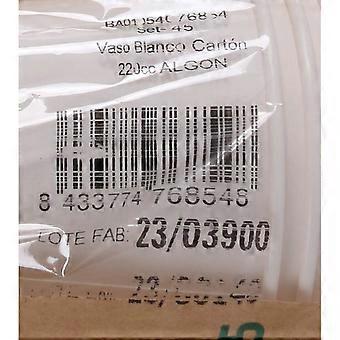 Set- 45
Vaso Blanco Cartón
220cc ALGON
8 433774 768548
LOTE FAB: 23/03900